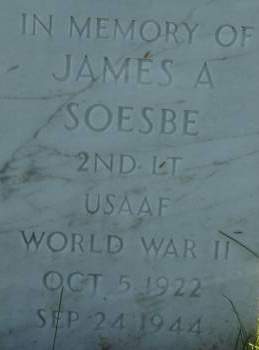 IN MEMORY OF
JAMES A
SOESBE
2ND LT
USAAF
WORLD WAR II
OCT 5 1922
SEP 24 1944